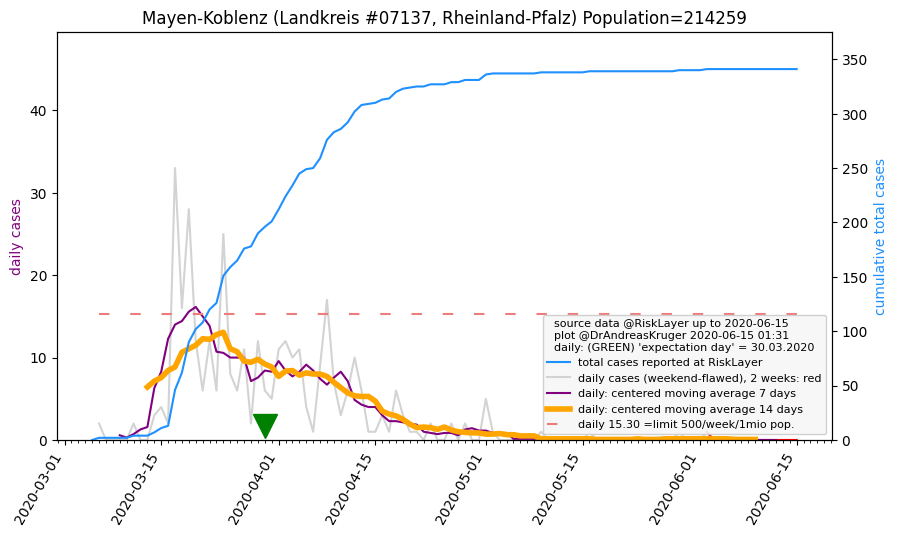 Mayen-Koblenz (Landkreis #07137, Rheinland-Pfalz) Population=214259
daily cases
0
10
20
30
40
cumulative total cases
0
50
100
150
200
250
300
350
source data @RiskLayer up to 2020-06-15
plot @DrAndreasKruger 2020-06-15 01:31
daily: (GREEN) 'expectation day' = 30.03.2020
total cases reported at RiskLayer
daily cases (weekend-flawed), 2 weeks: red
daily: centered moving average 7 days
daily: centered moving average 14 days
daily 15.30 =limit 500/week/1mio pop.
2020-03-01
2020-03-15
2020-04-01
2020-04-15
2020-05-01
2020-05-15
2020-06-01
2020-06-15